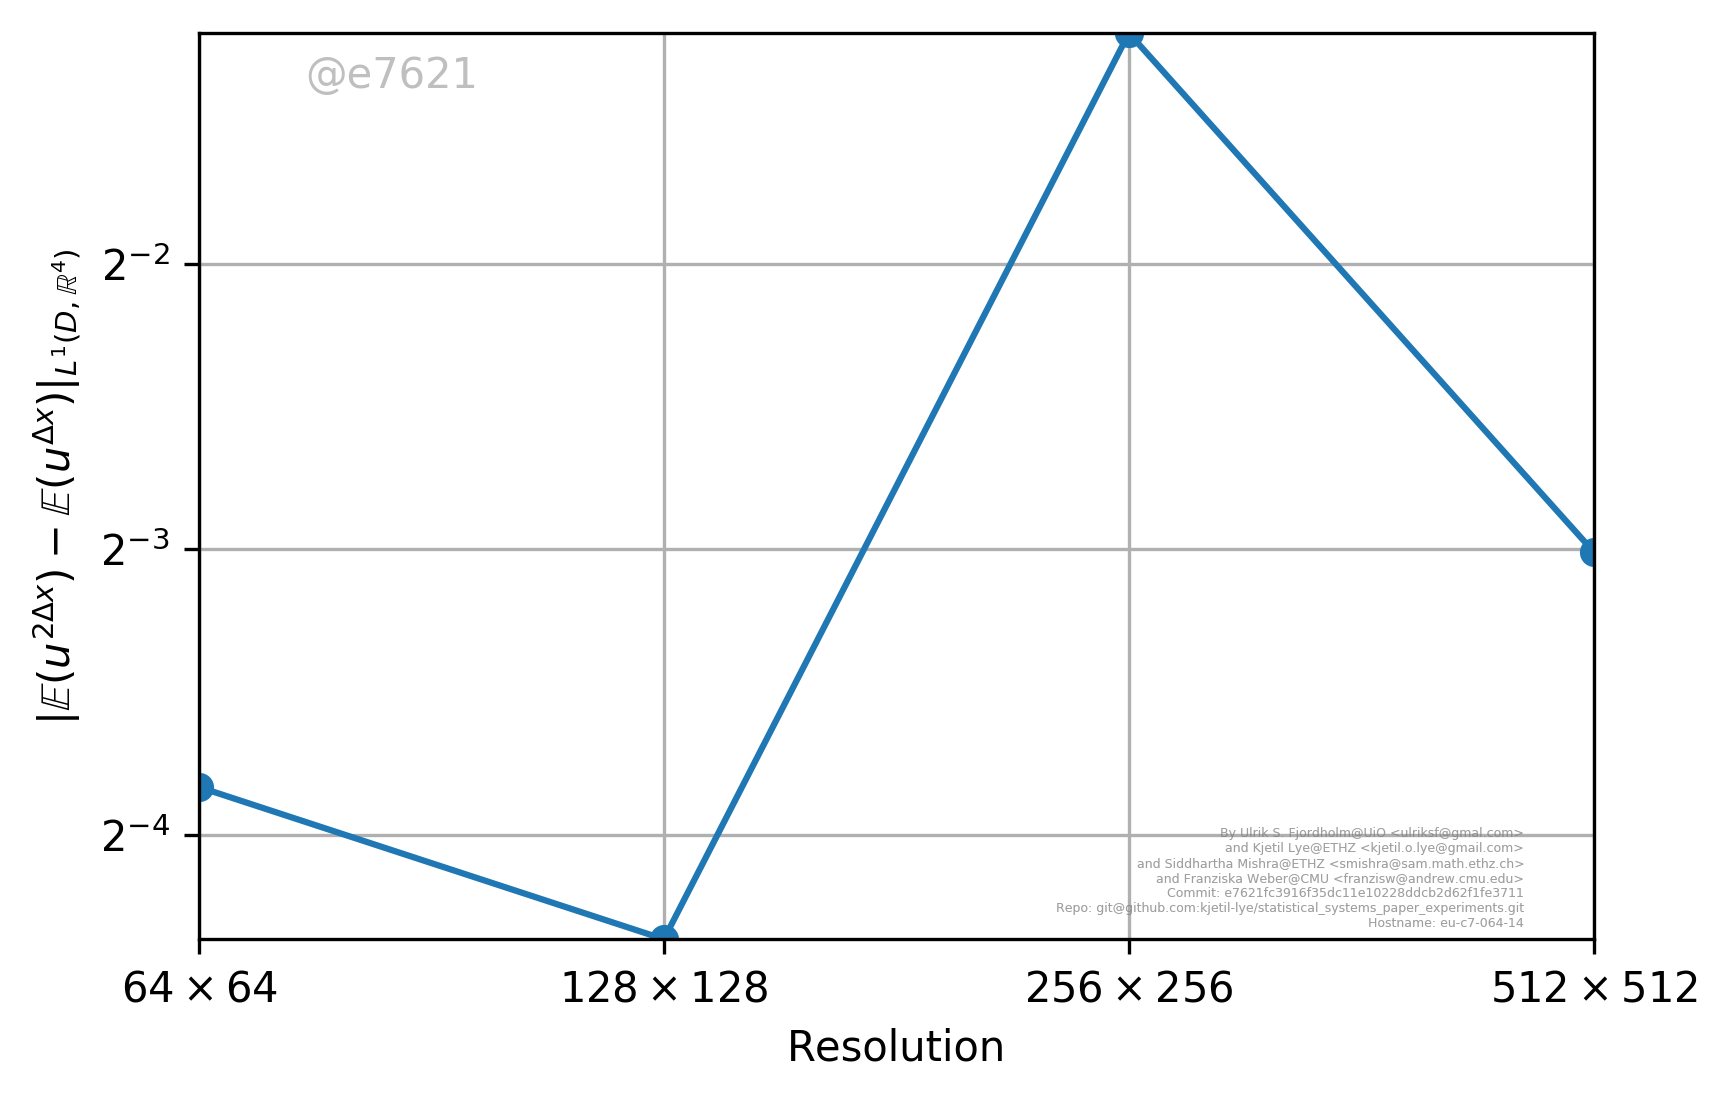 @e7621
|𝔼(u^{2Δx}) − 𝔼(u^{Δx})|_{L^1(D, ℝ^4)}
2^{−2}
2^{−3}
2^{−4}
By Ulrik S. Fjordholm@UiO <ulriksf@gmal.com>
and Kjetil Lye@ETHZ <kjetil.o.lye@gmail.com>
and Siddhartha Mishra@ETHZ <smishra@sam.math.ethz.ch>
and Franziska Weber@CMU <franzisw@andrew.cmu.edu>
Commit: e7621fc3916f35dc11e10228ddcb2d62f1fe3711
Repo: git@github.com:kjetil-lye/statistical_systems_paper_experiments.git
Hostname: eu-c7-064-14
64 × 64 128 × 128 256 × 256 512 × 512
Resolution